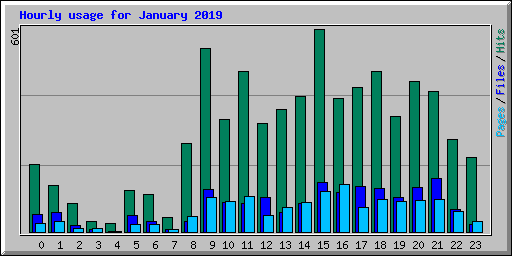 Hourly usage for January 2019
601
Pages/Files/Hits
0 1 2 3 4 5 6 7 8 9 10 11 12 13 14 15 16 17 18 19 20 21 22 23